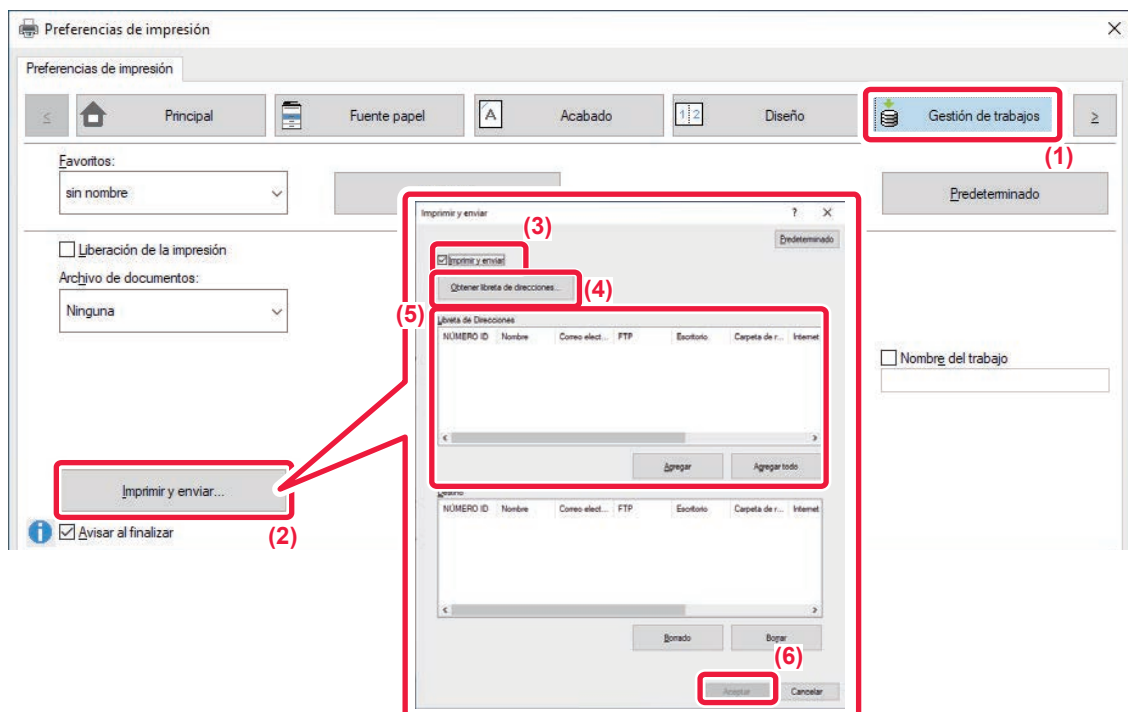 Preferencias de impresión
Preferencias de impresión
Principal
Fuente papel
Acabado
Diseño
Gestión de trabajos
(1)
Favoritos:
sin nombre
Predeterminado
Liberación de la impresión
Archivo de documentos:
Ninguna
Nombre del trabajo
Imprimir y enviar...
(2)
Avisar al finalizar
Imprimir y enviar
Predeterminado
(3)
Imprimir y enviar
Obtener libreta de direcciones...
(4)
(5)
Libreta de Direcciones
NÚMERO ID Nombre Correo elect... FTP Escritorio Carpeta de r... Internet
Agregar Agregar todo
NÚMERO ID Nombre Correo elect... FTP Escritorio Carpeta de r... Internet
Borrado Borrar
(6)
Aceptar Cancelar